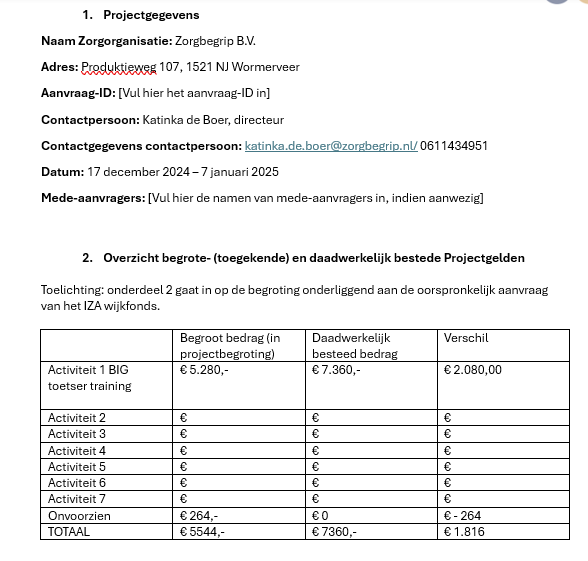 1. Projectgegevens
Naam Zorgorganisatie: Zorgbegrip B.V.
Adres: Produktieweg 107, 1521 NJ Wormerveer
Aanvraag-ID: [Vul hier het aanvraag-ID in]
Contactpersoon: Katinka de Boer, directeur
Contactgegevens contactpersoon: katinka.de.boer@zorgbegrip.nl/ 0611434951
Datum: 17 december 2024 – 7 januari 2025
Mede-aanvragers: [Vul hier de namen van mede-aanvragers in, indien aanwezig]
2. Overzicht begrote- (toegekende) en daadwerkelijk bestede Projectgelden
Toelichting: onderdeel 2 gaat in op de begroting onderliggend aan de oorspronkelijk aanvraag
van het IZA wijkfonds.
Begroot bedrag (in projectbegroting) Daadwerkelijk besteed bedrag Verschil
Activiteit 1 BIG toetser training € 5.280,- € 7.360,- € 2.080,00
Activiteit 2 € € €
Activiteit 3 € € €
Activiteit 4 € € €
Activiteit 5 € € €
Activiteit 6 € € €
Activiteit 7 € € €
Onvoorzien € 264,- € 0 € - 264
TOTAAL € 5544,- € 7360,- € 1.816